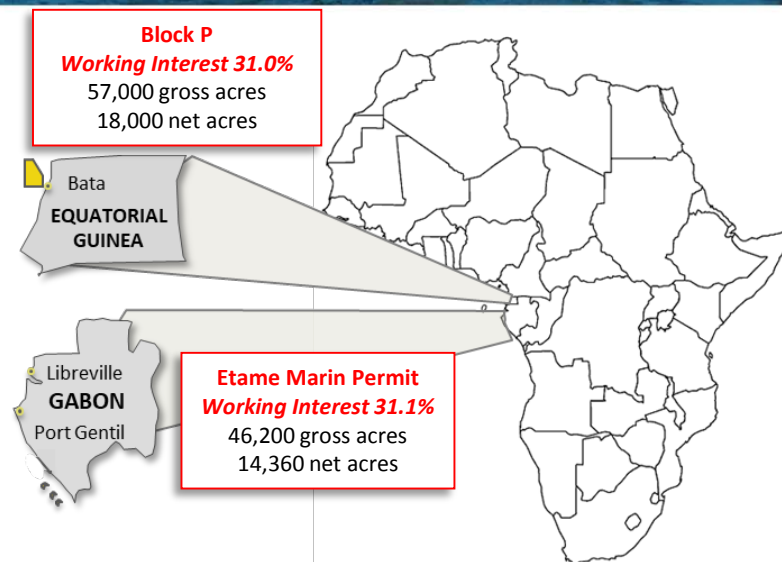 Block P
Working Interest 31.0%
57,000 gross acres
18,000 net acres
Bata
EQUATORIAL
GUINEA
Libreville
GABON
Port Gentil
Etame Marin Permit
Working Interest 31.1%
46,200 gross acres
14,360 net acres